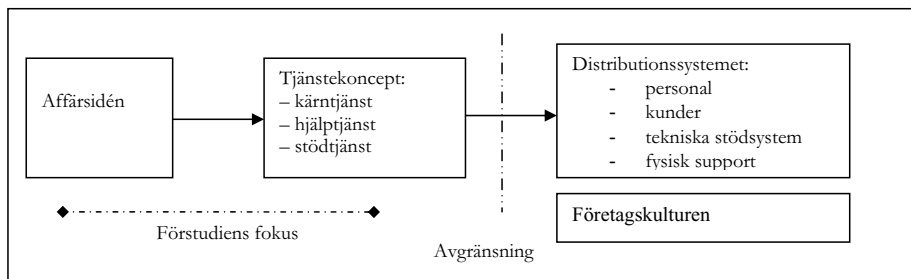 Affärsidén
Tjänstekoncept:
– kärntjänst
– hjälptjänst
– stödtjänst
Distributionssystemet:
- personal
- kunder
- tekniska stödsystem
- fysisk support
Företagskulturen
Förstudiens fokus
Avgränsning